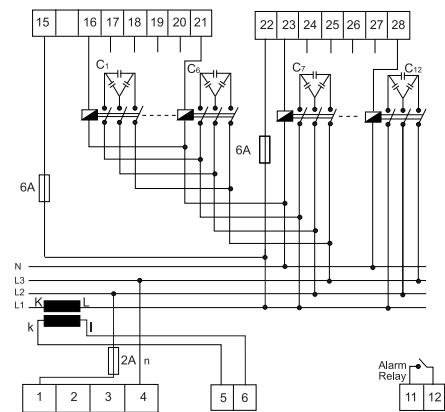 15 16 17 18 19 20 21
22 23 24 25 26 27 28
C1 C6 C7 C12
6A
6A
N
L3
L2
L1 K L
k l
2A n
Alarm
Relay
1 2 3 4
5 6
11 12